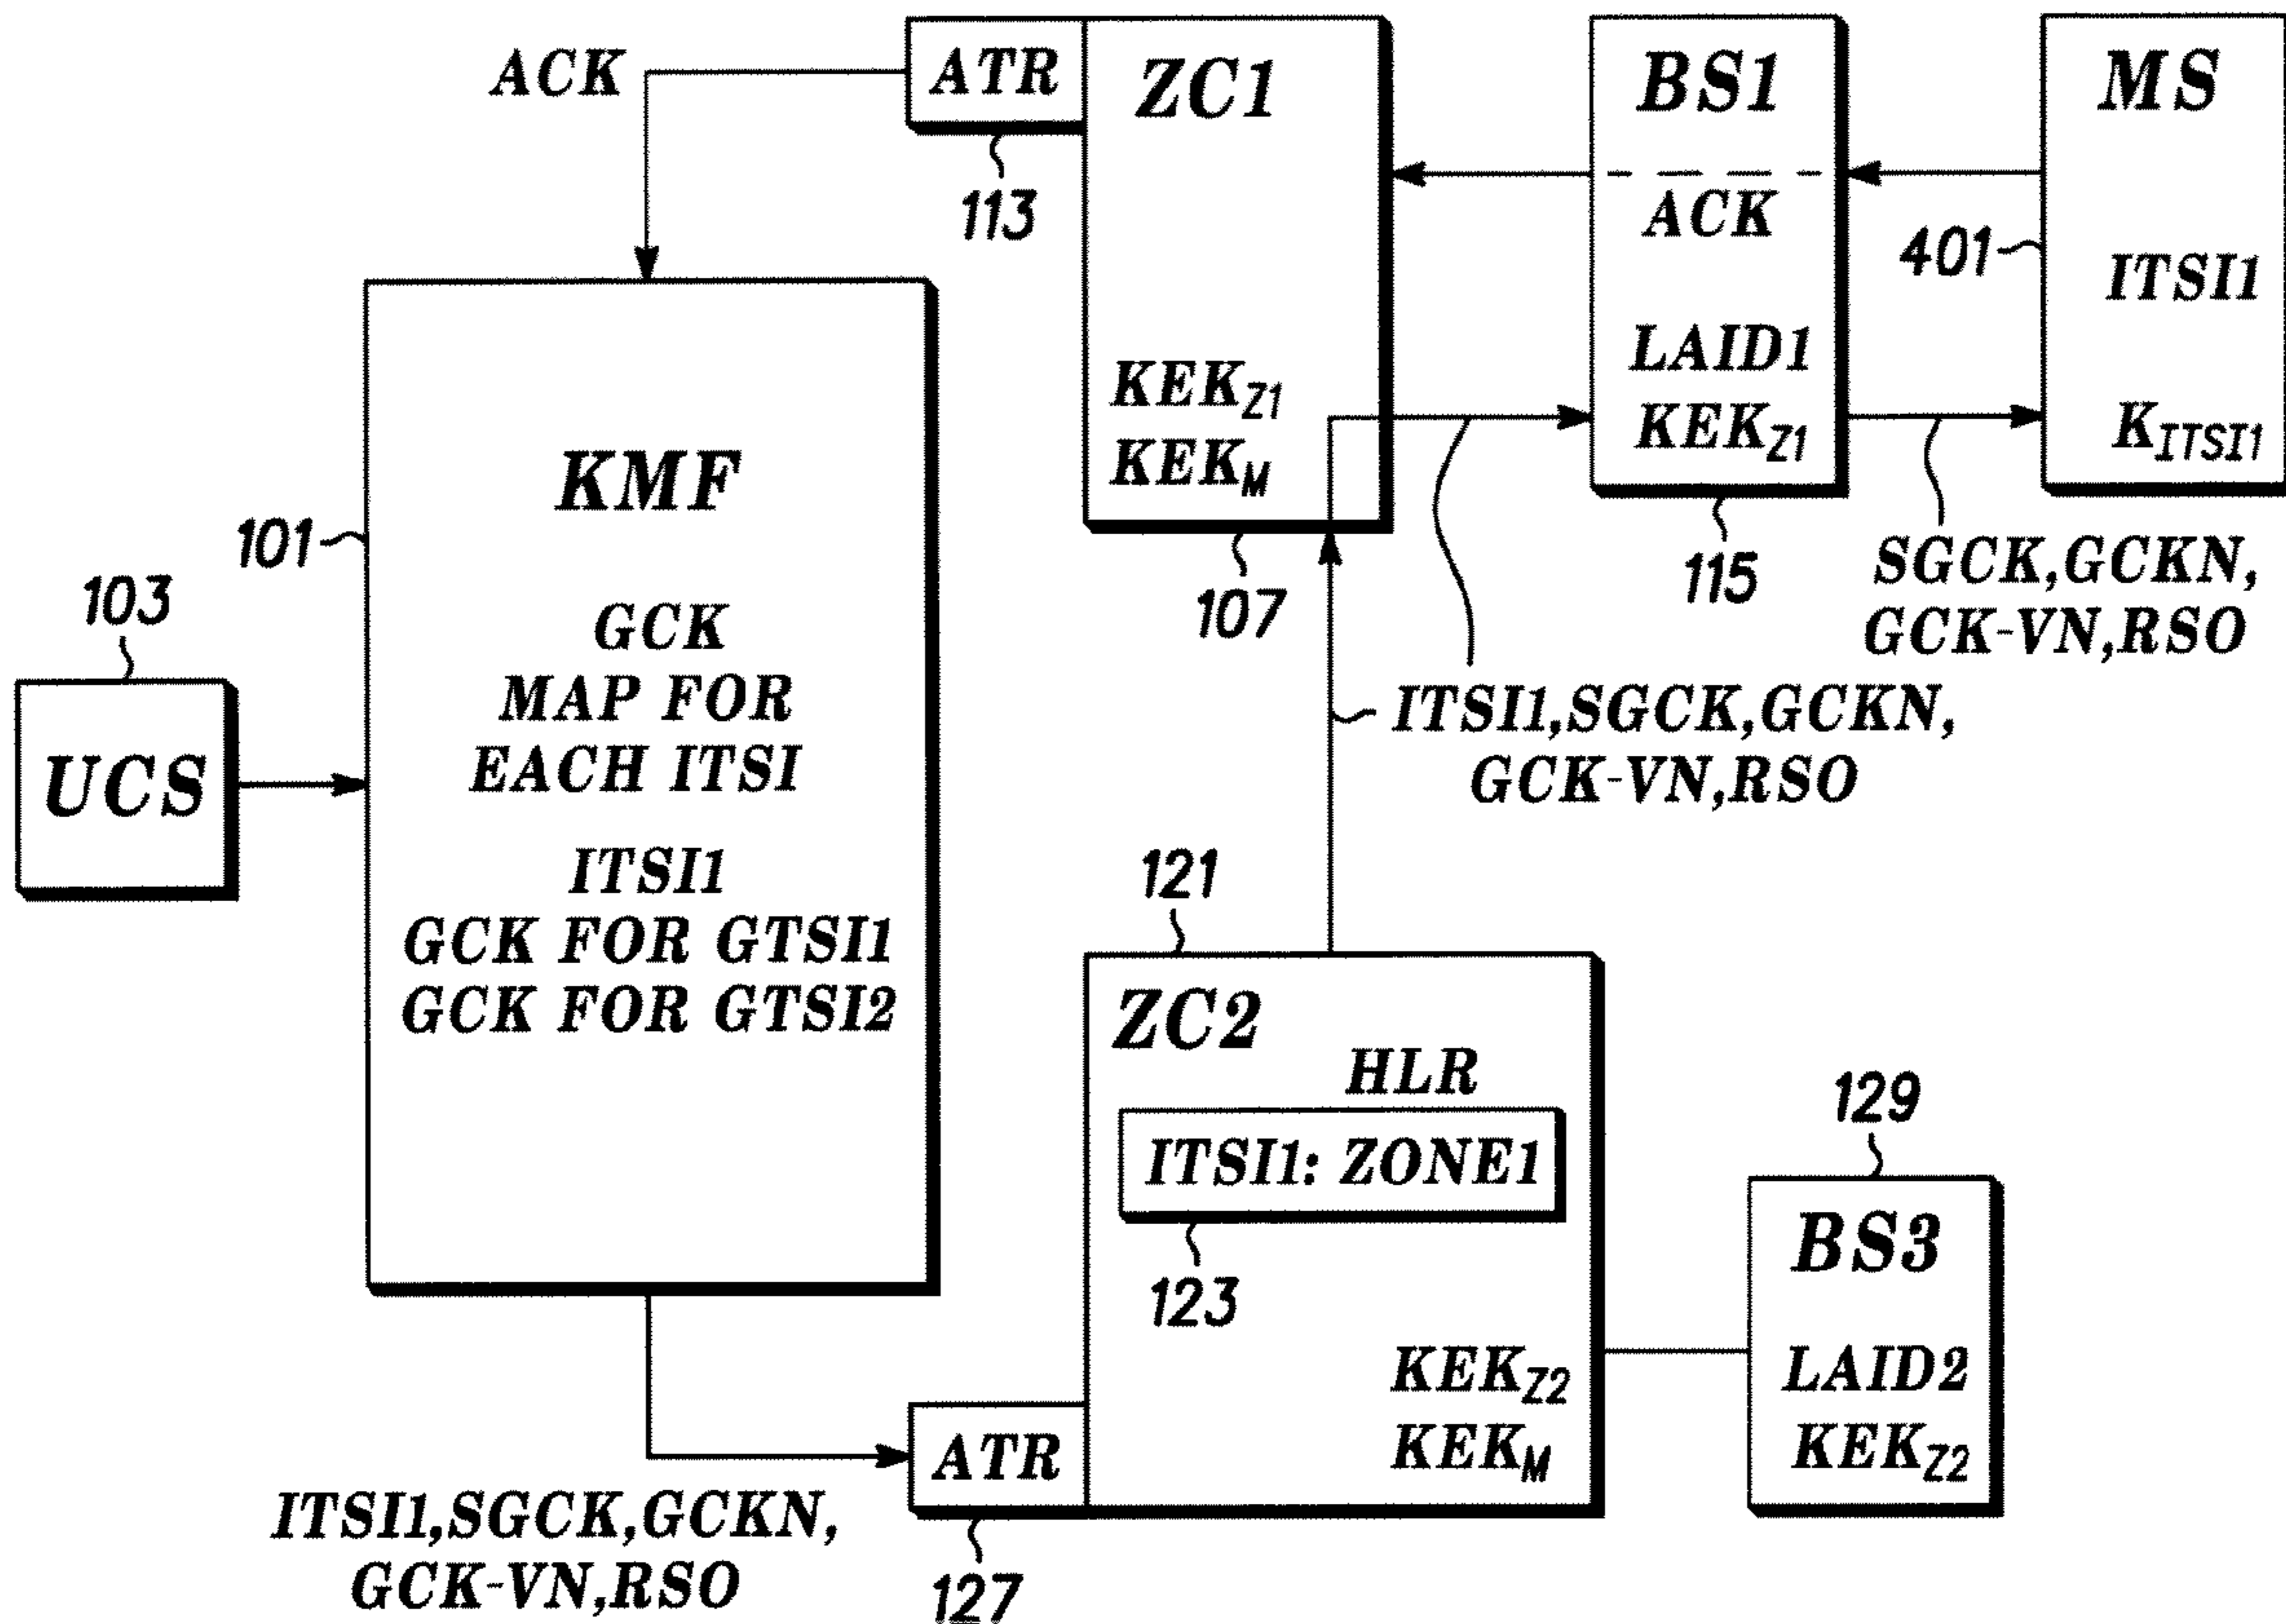 ACK
ATR
113
ZC1
KEKZ1
KEKM
107
BS1
ACK
LAID1
KEKZ1
115
MS
401
ITSI1
KITSI1
SGCK,GCKN,
GCK-VN,RSO
101
KMF
GCK
MAP FOR
EACH ITSI
ITSI1
GCK FOR GTSI1
GCK FOR GTSI2
103
UCS
ITSI1,SGCK,GCKN,
GCK-VN,RSO
121
ZC2
HLR
ITSI1: ZONE1
123
KEKZ2
KEKM
129
BS3
LAID2
KEKZ2
ATR
127
ITSI1,SGCK,GCKN,
GCK-VN,RSO